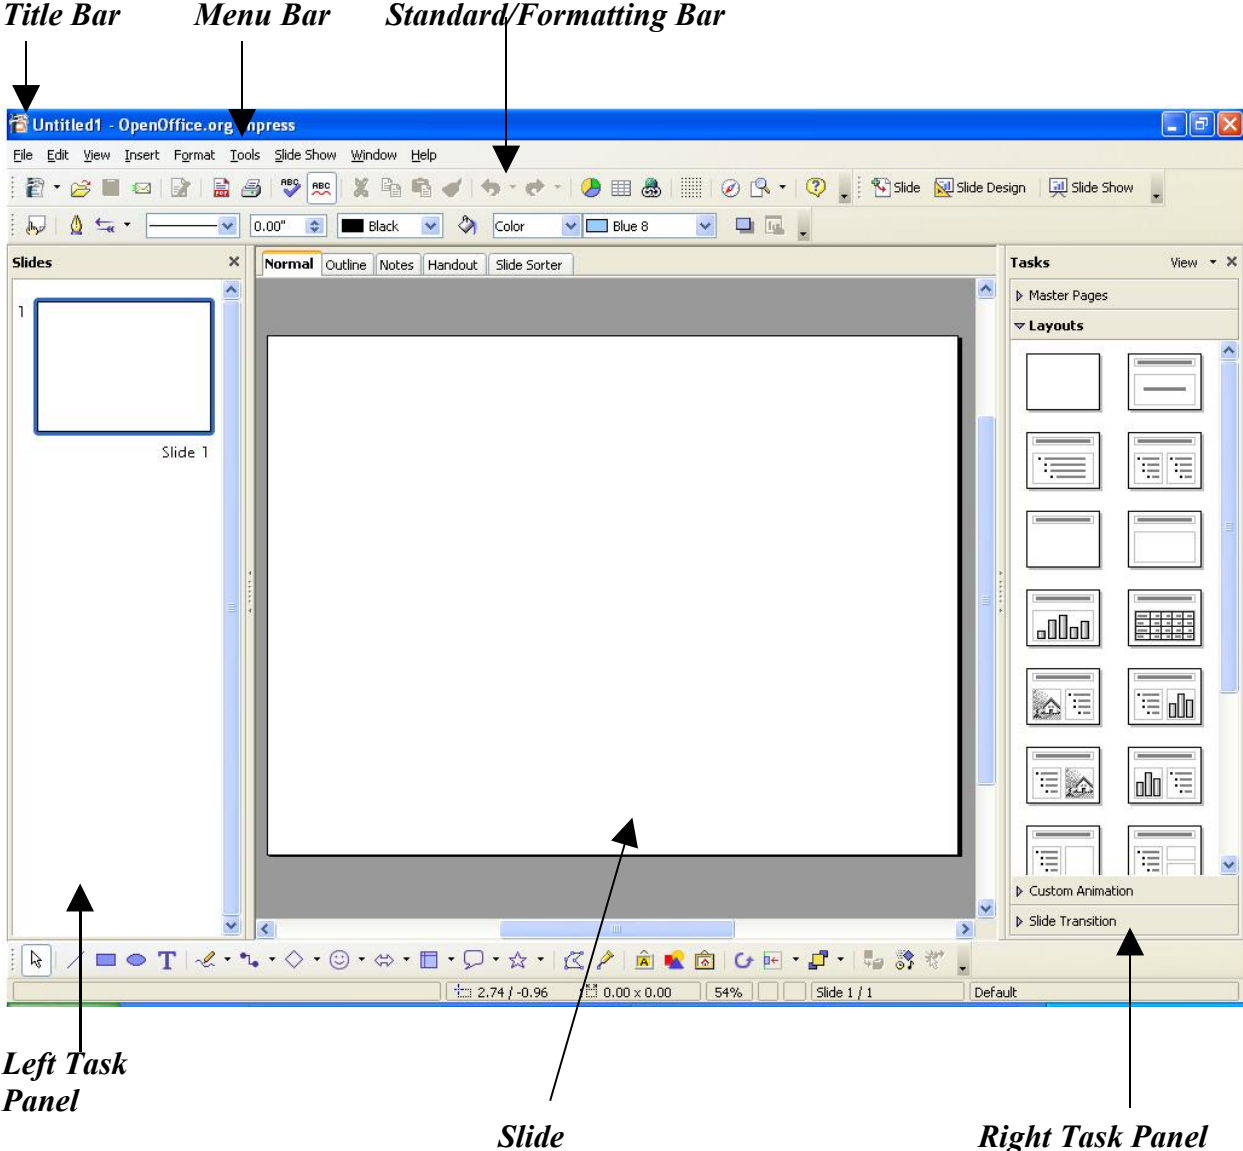 Title Bar Menu Bar Standard/Formatting Bar
Untitled1 - OpenOffice.org Impress
File Edit View Insert Format Tools Slide Show Window Help
ABC ABC Slide Slide Design Slide Show
0.00" Black Color Blue 8
Slides Normal Outline Notes Handout Slide Sorter Tasks View
Master Pages
1
Layouts
Slide 1
Custom Animation
Slide Transition
T A
2.74 / -0.96 0.00 x 0.00 54% Slide 1 / 1 Default
Left Task
Panel
Slide Right Task Panel